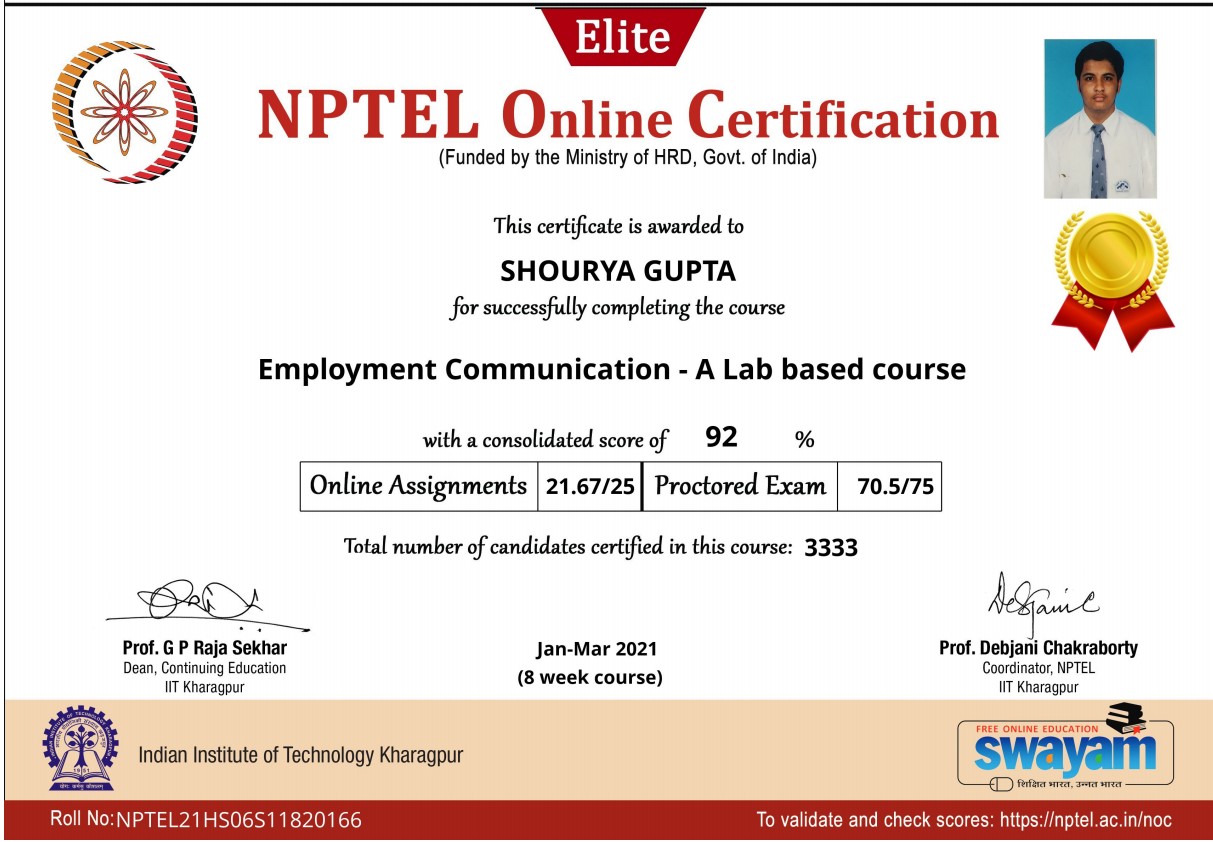 Elite
NPTEL Online Certification
(Funded by the Ministry of HRD, Govt. of India)
This certificate is awarded to
SHOURYA GUPTA
for successfully completing the course
Employment Communication - A Lab based course
with a consolidated score of 92 %
Online Assignments 21.67/25 Proctored Exam 70.5/75
Total number of candidates certified in this course: 3333
Prof. G P Raja Sekhar
Dean, Continuing Education
IIT Kharagpur
Jan-Mar 2021
(8 week course)
Prof. Debjani Chakraborty
Coordinator, NPTEL
IIT Kharagpur
Indian Institute of Technology Kharagpur
FREE ONLINE EDUCATION
swayam
शिक्षित भारत, उन्नत भारत
Roll No:NPTEL21HS06S11820166
To validate and check scores: https://nptel.ac.in/noc